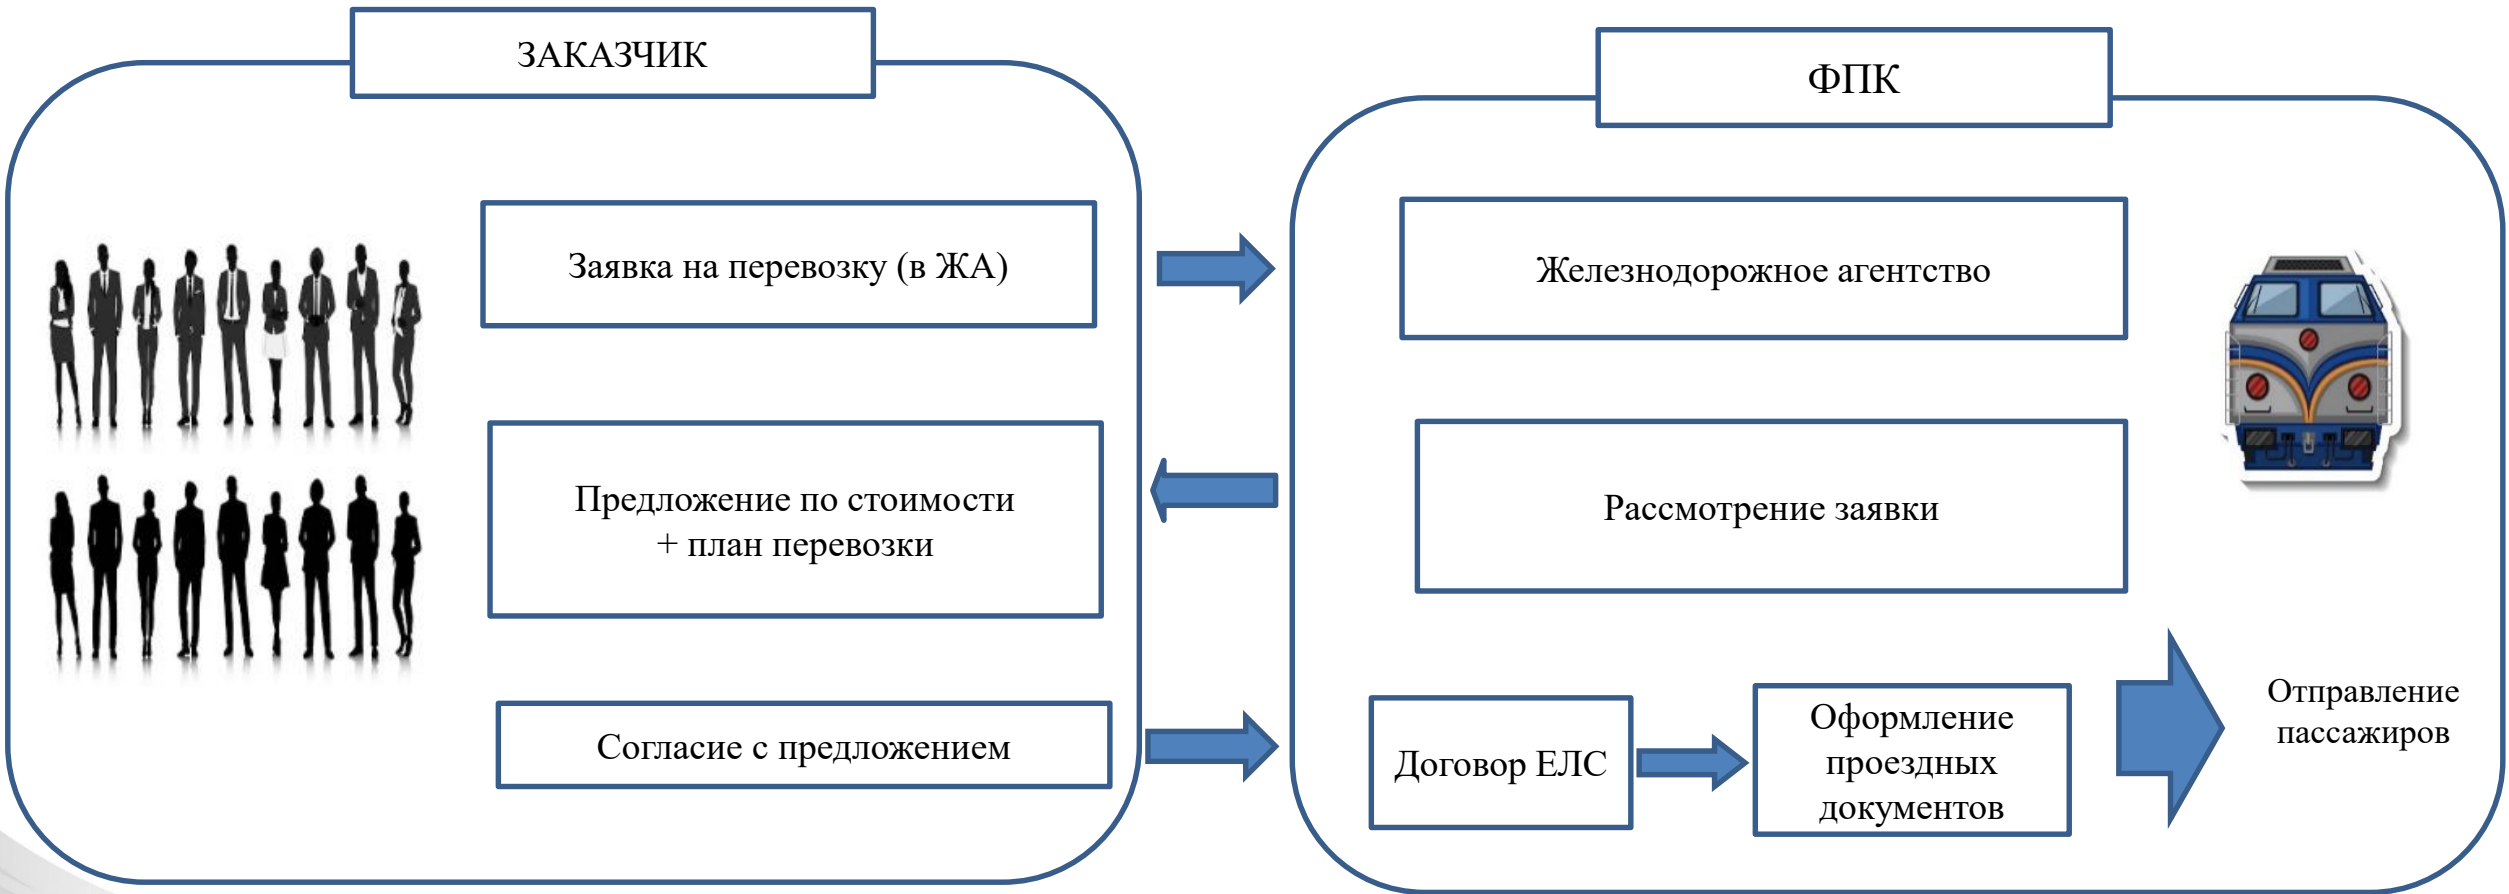 ЗАКАЗЧИК
ФПК
Заявка на перевозку (в ЖА)
Железнодорожное агентство
Предложение по стоимости
+ план перевозки
Рассмотрение заявки
Согласие с предложением
Договор ЕЛС
Оформление
проездных
документов
Отправление
пассажиров